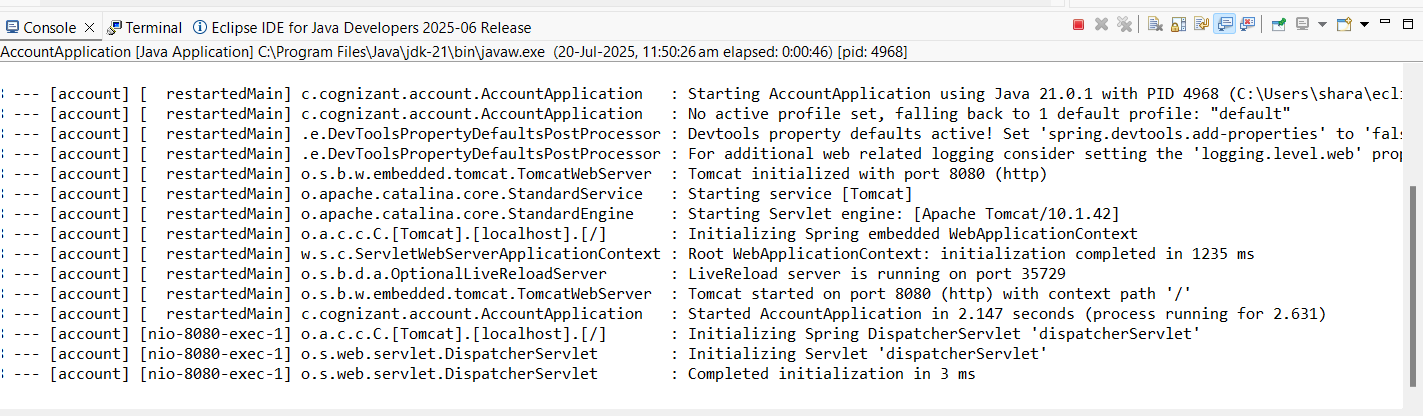 Console Terminal Eclipse IDE for Java Developers 2025-06 Release
AccountApplication [Java Application] C:\Program Files\Java\jdk-21\bin\javaw.exe (20-Jul-2025, 11:50:26 am elapsed: 0:00:46) [pid: 4968]
--- [account] [  restartedMain] c.cognizant.account.AccountApplication   : Starting AccountApplication using Java 21.0.1 with PID 4968 (C:\Users\shara\ecli
--- [account] [  restartedMain] c.cognizant.account.AccountApplication   : No active profile set, falling back to 1 default profile: "default"
--- [account] [  restartedMain] .e.DevToolsPropertyDefaultsPostProcessor : Devtools property defaults active! Set 'spring.devtools.add-properties' to 'fals
--- [account] [  restartedMain] .e.DevToolsPropertyDefaultsPostProcessor : For additional web related logging consider setting the 'logging.level.web' prop
--- [account] [  restartedMain] o.s.b.w.embedded.tomcat.TomcatWebServer  : Tomcat initialized with port 8080 (http)
--- [account] [  restartedMain] o.apache.catalina.core.StandardService   : Starting service [Tomcat]
--- [account] [  restartedMain] o.apache.catalina.core.StandardEngine    : Starting Servlet engine: [Apache Tomcat/10.1.42]
--- [account] [  restartedMain] o.a.c.c.C.[Tomcat].[localhost].[/]       : Initializing Spring embedded WebApplicationContext
--- [account] [  restartedMain] w.s.c.ServletWebServerApplicationContext : Root WebApplicationContext: initialization completed in 1235 ms
--- [account] [  restartedMain] o.s.b.d.a.OptionalLiveReloadServer       : LiveReload server is running on port 35729
--- [account] [  restartedMain] o.s.b.w.embedded.tomcat.TomcatWebServer  : Tomcat started on port 8080 (http) with context path '/'
--- [account] [  restartedMain] c.cognizant.account.AccountApplication   : Started AccountApplication in 2.147 seconds (process running for 2.631)
--- [account] [nio-8080-exec-1] o.a.c.c.C.[Tomcat].[localhost].[/]       : Initializing Spring DispatcherServlet 'dispatcherServlet'
--- [account] [nio-8080-exec-1] o.s.web.servlet.DispatcherServlet        : Initializing Servlet 'dispatcherServlet'
--- [account] [nio-8080-exec-1] o.s.web.servlet.DispatcherServlet        : Completed initialization in 3 ms